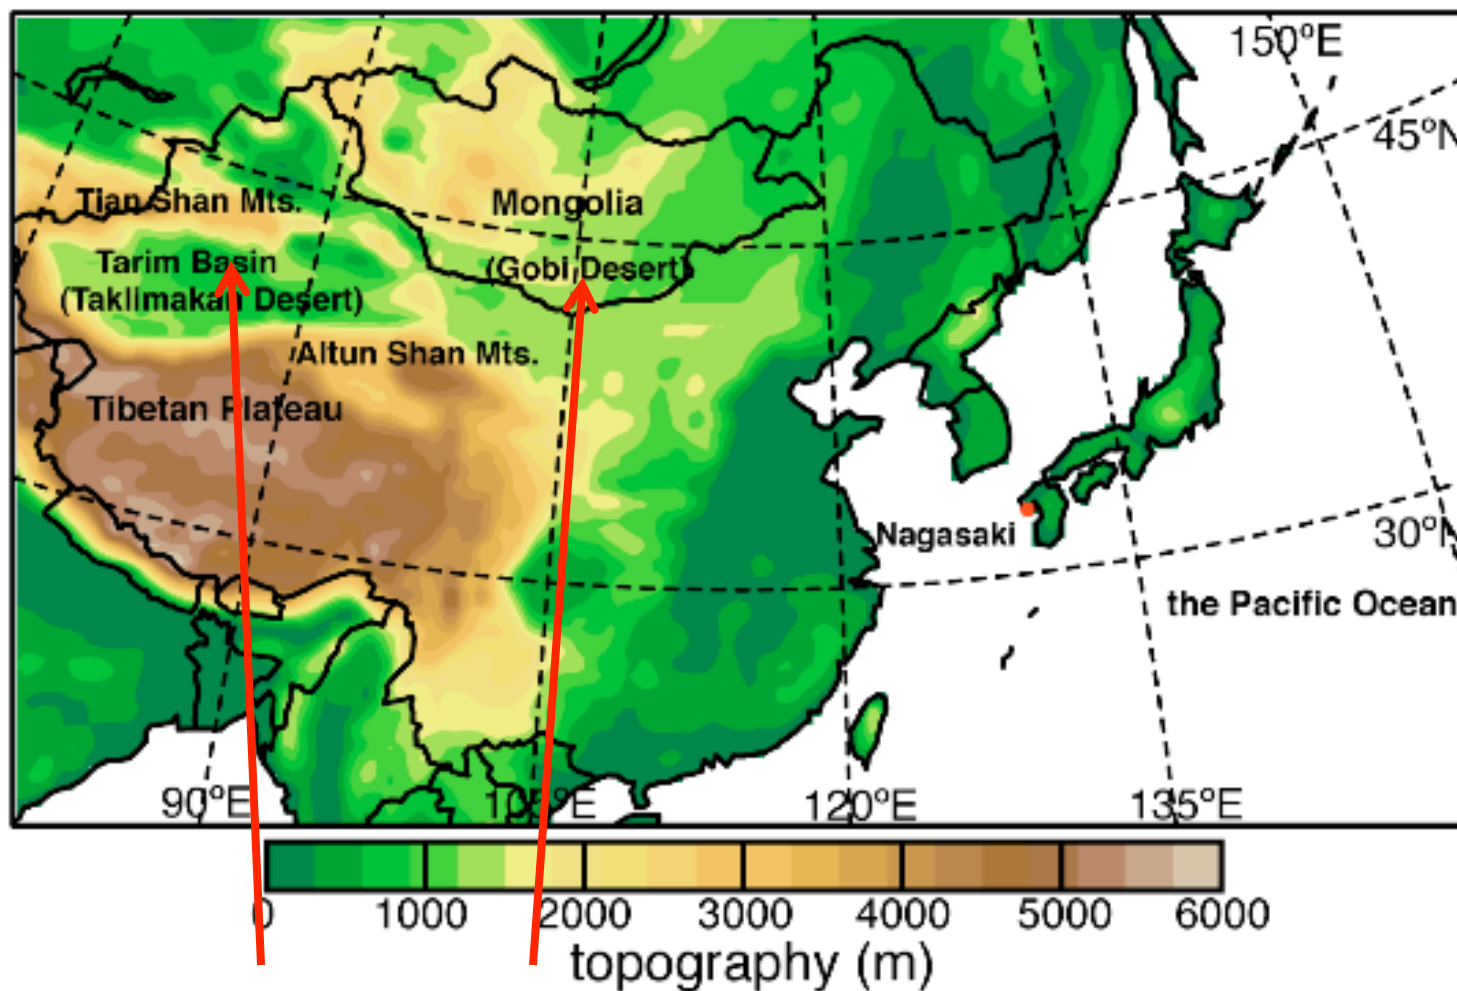 150°E
45°N
Tian Shan Mts.
Mongolia
Tarim Basin
(Gobi Desert)
(Taklimakan Desert)
Altun Shan Mts.
Tibetan Plateau
Nagasaki
30°N
the Pacific Ocean
90°E
105°E
120°E
135°E
0
1000
2000
3000
4000
5000
6000
topography (m)